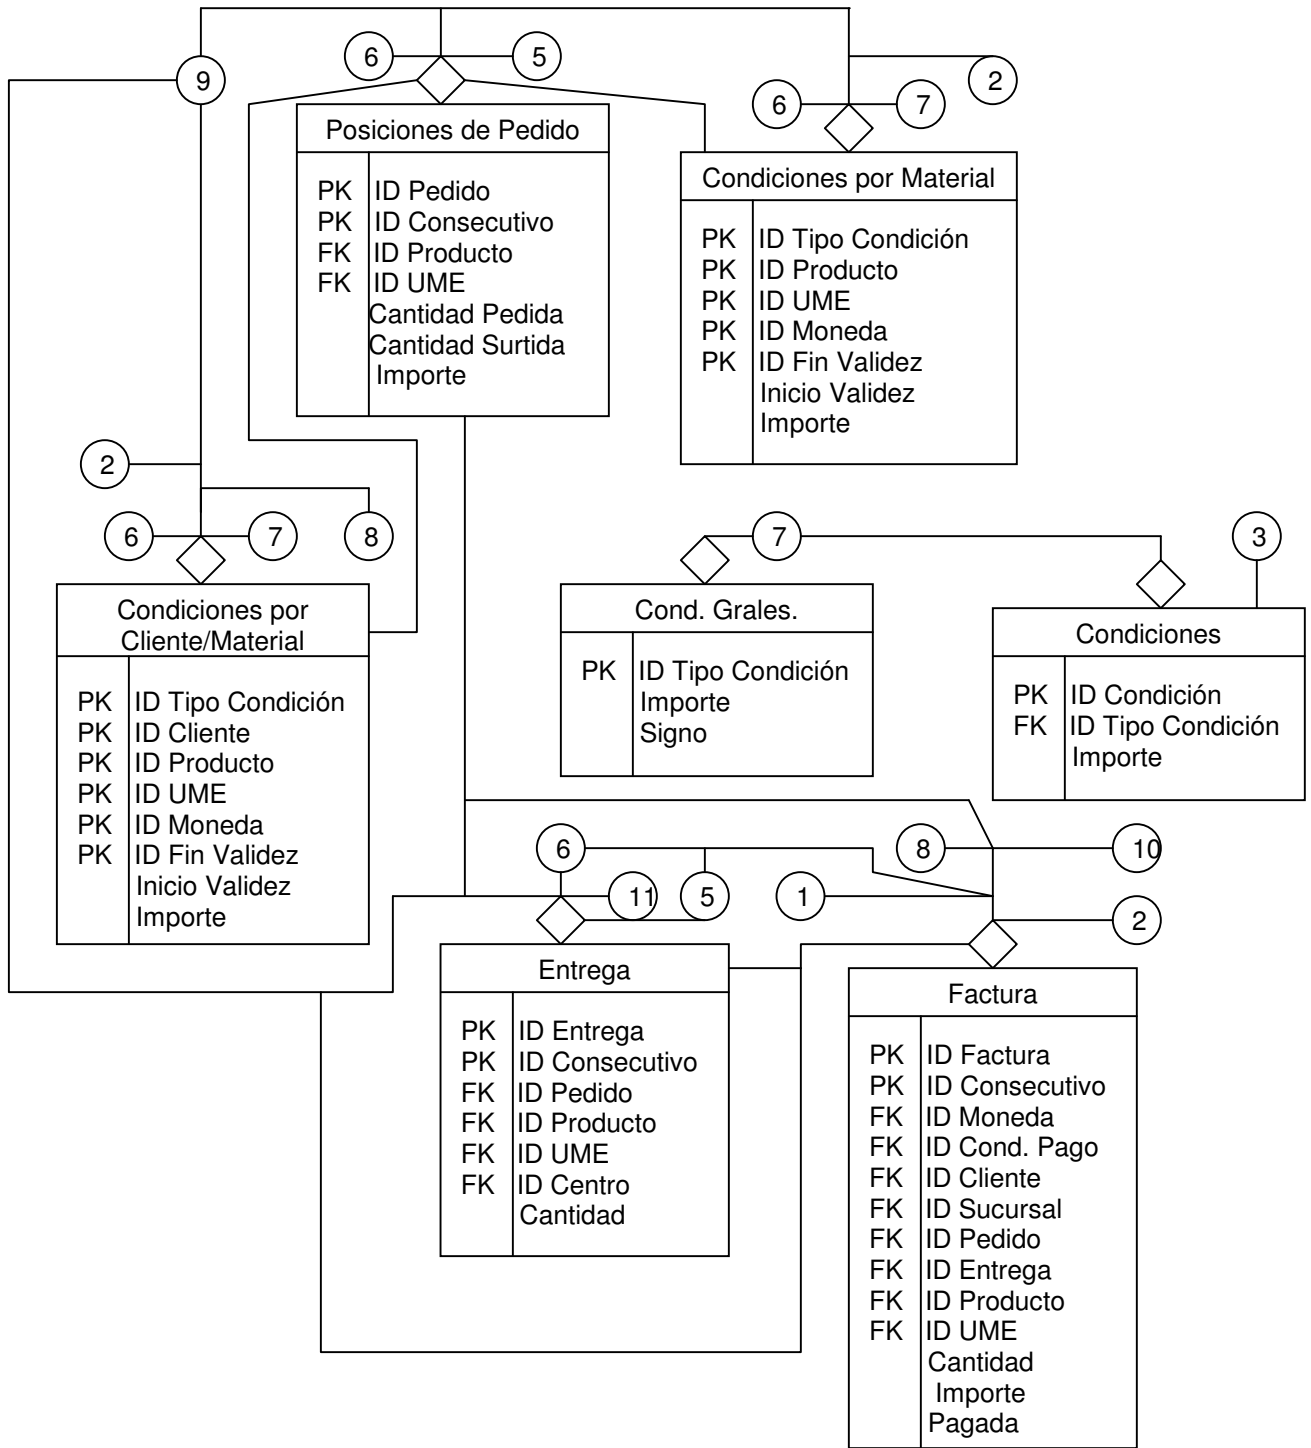 9
6
5
2
6
7
Posiciones de Pedido
PK ID Pedido
PK ID Consecutivo
FK ID Producto
FK ID UME
Cantidad Pedida
Cantidad Surtida
Importe
Condiciones por Material
PK ID Tipo Condición
PK ID Producto
PK ID UME
PK ID Moneda
PK ID Fin Validez
Inicio Validez
Importe
2
6
7
8
7
3
Condiciones por
Cliente/Material
PK ID Tipo Condición
PK ID Cliente
PK ID Producto
PK ID UME
PK ID Moneda
PK ID Fin Validez
Inicio Validez
Importe
Cond. Grales.
PK ID Tipo Condición
Importe
Signo
Condiciones
PK ID Condición
FK ID Tipo Condición
Importe
6
8
10
11
5
1
2
Entrega
PK ID Entrega
PK ID Consecutivo
FK ID Pedido
FK ID Producto
FK ID UME
FK ID Centro
Cantidad
Factura
PK ID Factura
PK ID Consecutivo
FK ID Moneda
FK ID Cond. Pago
FK ID Cliente
FK ID Sucursal
FK ID Pedido
FK ID Entrega
FK ID Producto
FK ID UME
Cantidad
Importe
Pagada